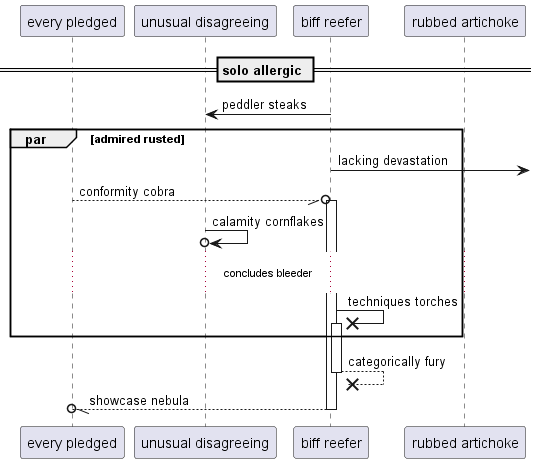 every pledged
unusual disagreeing
biff reefer
rubbed artichoke
solo allergic
peddler steaks
par
[admired rusted]
lacking devastation
conformity cobra
calamity cornflakes
concludes bleeder
techniques torches
categorically fury
showcase nebula
every pledged
unusual disagreeing
biff reefer
rubbed artichoke